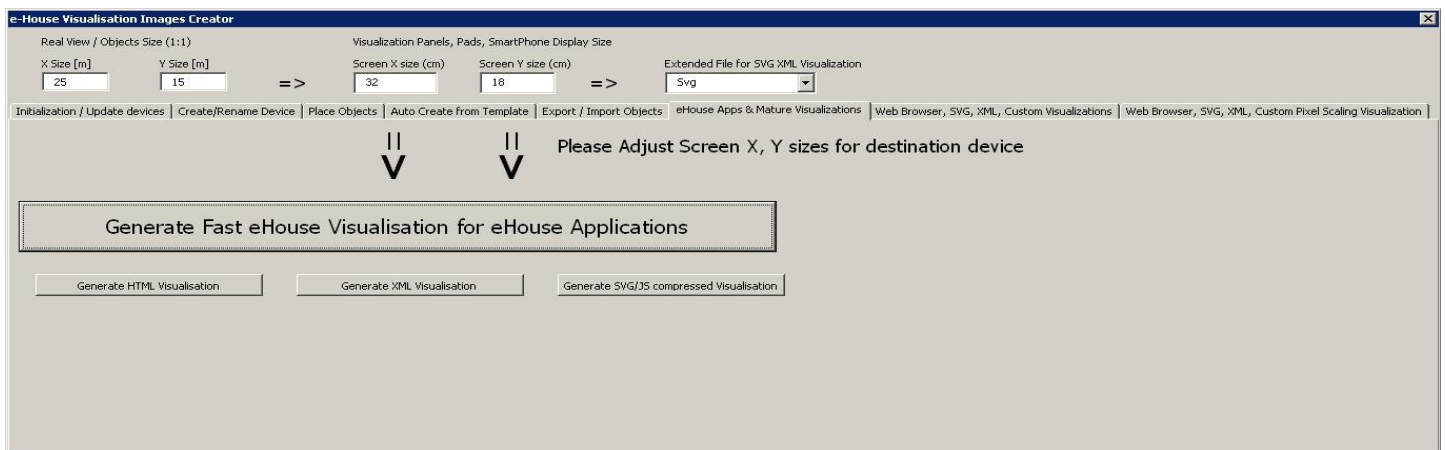 e-House Visualisation Images Creator
Real View / Objects Size (1:1) Visualization Panels, Pads, SmartPhone Display Size
X Size [m] Y Size [m] Screen X size (cm) Screen Y size (cm) Extended File for SVG XML Visualization
25 15 => 32 18 => Svg
Initialization / Update devices Create/Rename Device Place Objects Auto Create from Template Export / Import Objects eHouse Apps & Mature Visualizations Web Browser, SVG, XML, Custom Visualizations Web Browser, SVG, XML, Custom Pixel Scaling Visualization
Please Adjust Screen X, Y sizes for destination device
Generate Fast eHouse Visualisation for eHouse Applications
Generate HTML Visualisation Generate XML Visualisation Generate SVG/JS compressed Visualisation